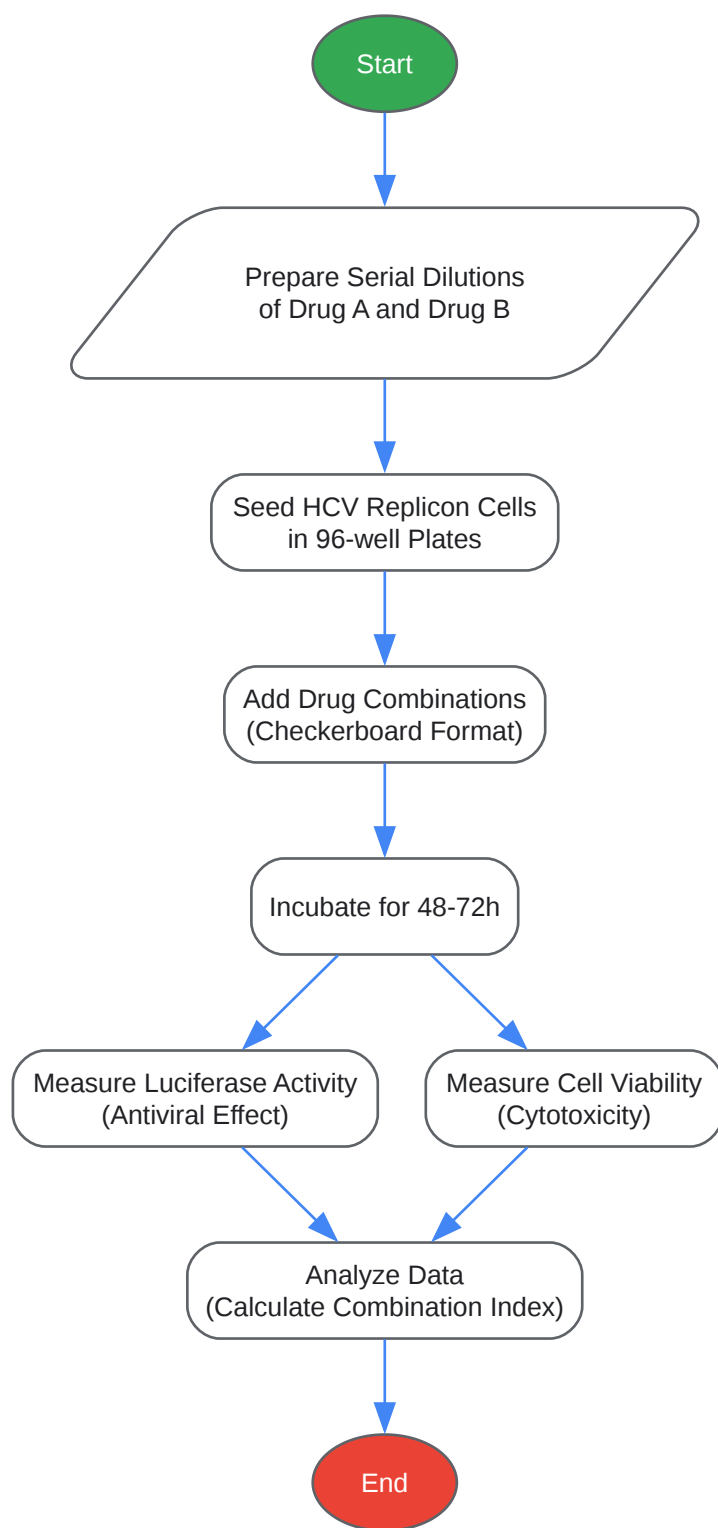 Start
Prepare Serial Dilutions
of Drug A and Drug B
Seed HCV Replicon Cells
in 96-well Plates
Add Drug Combinations
(Checkerboard Format)
Incubate for 48-72h
Measure Luciferase Activity
(Antiviral Effect)
Measure Cell Viability
(Cytotoxicity)
Analyze Data
(Calculate Combination Index)
End